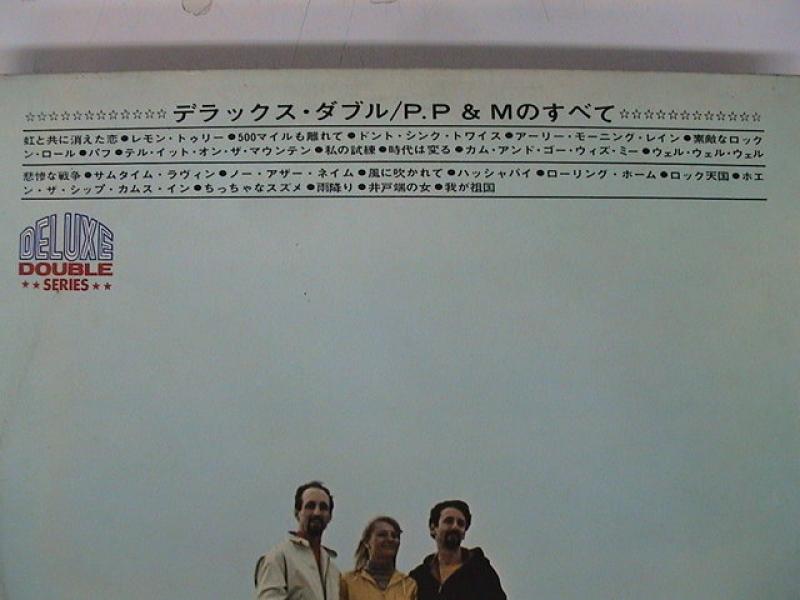 ☆☆☆☆☆☆☆☆☆☆☆☆ デラックス・ダブル/P.P & Mのすべて ☆☆☆☆☆☆☆☆☆☆☆☆
虹と共に消えた恋●レモン・トゥリー●500マイルも離れて●ドント・シンク・トワイス●アーリー・モーニング・レイン●素敵なロック
ン・ロール●パフ●テル・イット・オン・ザ・マウンテン●私の試練●時代は変る●カム・アンド・ゴー・ウィズ・ミー●ウェル・ウェル・ウェル
悲惨な戦争●サムタイム・ラヴィン●ノー・アザー・ネイム●風に吹かれて●ハッシャバイ●ローリング・ホーム●ロック天国●ホエ
ン・ザ・シップ・カムス・イン●ちっちゃなスズメ●雨降り●井戸端の女●我が祖国
DELUXE
DOUBLE
★★SERIES★★